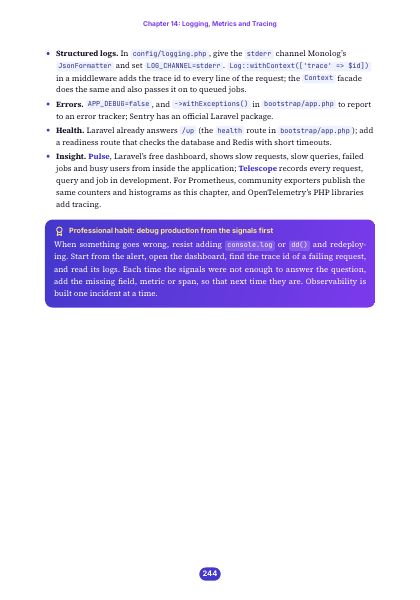 Chapter 14: Logging, Metrics and Tracing
• Structured logs. In config/logging.php, give the stderr channel Monolog's
JsonFormatter and set LOG_CHANNEL=stderr. Log::withContext(['trace' => $id])
in a middleware adds the trace id to every line of the request; the Context facade
does the same and also passes it on to queued jobs.
• Errors. APP_DEBUG=false, and ->withExceptions() in bootstrap/app.php to report
to an error tracker; Sentry has an official Laravel package.
• Health. Laravel already answers /up (the health route in bootstrap/app.php); add
a readiness route that checks the database and Redis with short timeouts.
• Insight. Pulse, Laravel's free dashboard, shows slow requests, slow queries, failed
jobs and busy users from inside the application; Telescope records every request,
query and job in development. For Prometheus, community exporters publish the
same counters and histograms as this chapter, and OpenTelemetry's PHP libraries
add tracing.
Professional habit: debug production from the signals first
When something goes wrong, resist adding console.log or dd() and redeploy-
ing. Start from the alert, open the dashboard, find the trace id of a failing request,
and read its logs. Each time the signals were not enough to answer the question,
add the missing field, metric or span, so that next time they are. Observability is
built one incident at a time.
244